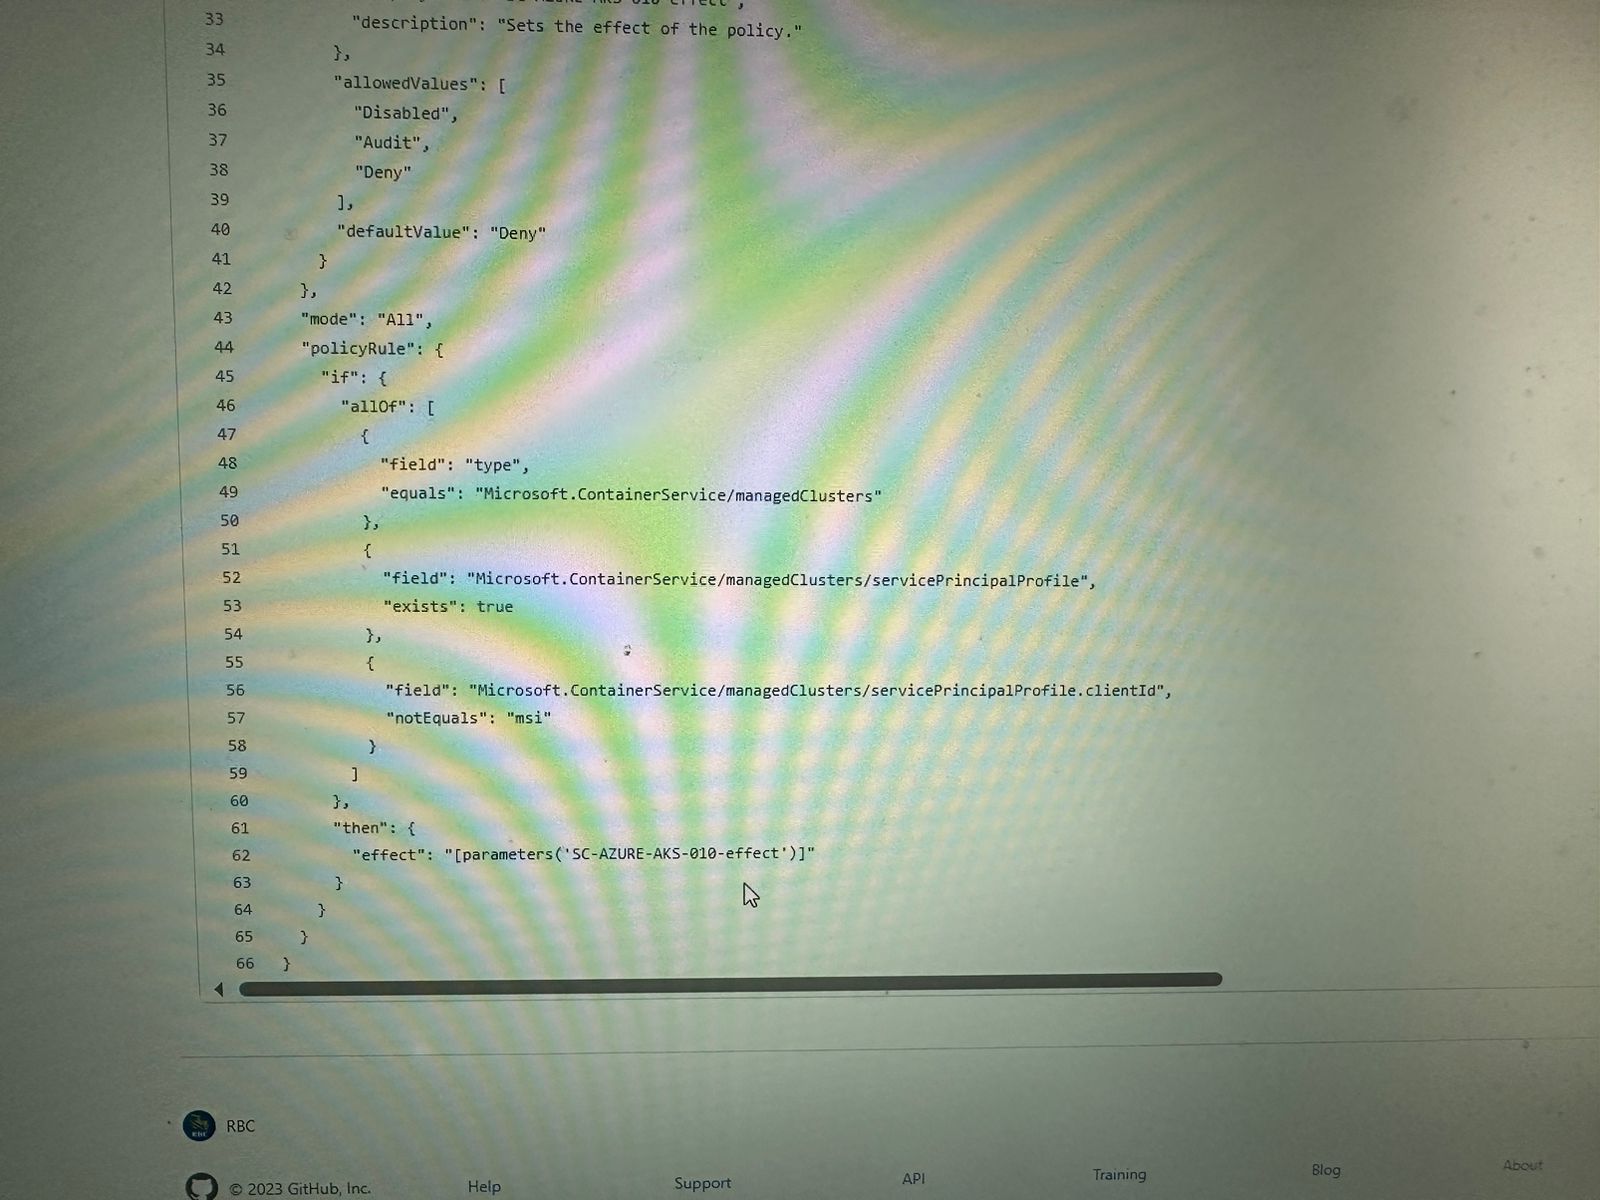 33 "description": "Sets the effect of the policy."
34 },
35 "allowedValues": [
36 "Disabled",
37 "Audit",
38 "Deny"
39 ],
40 "defaultValue": "Deny"
41 }
42 },
43 "mode": "All",
44 "policyRule": {
45 "if": {
46 "allOf": [
47 {
48 "field": "type",
49 "equals": "Microsoft.ContainerService/managedClusters"
50 },
51 {
52 "field": "Microsoft.ContainerService/managedClusters/servicePrincipalProfile",
53 "exists": true
54 },
55 {
56 "field": "Microsoft.ContainerService/managedClusters/servicePrincipalProfile.clientId",
57 "notEquals": "msi"
58 }
59 ]
60 },
61 "then": {
62 "effect": "[parameters('SC-AZURE-AKS-010-effect')]"
63 }
64 }
65 }
66 }
RBC
© 2023 GitHub, Inc. Help Support API Training Blog About